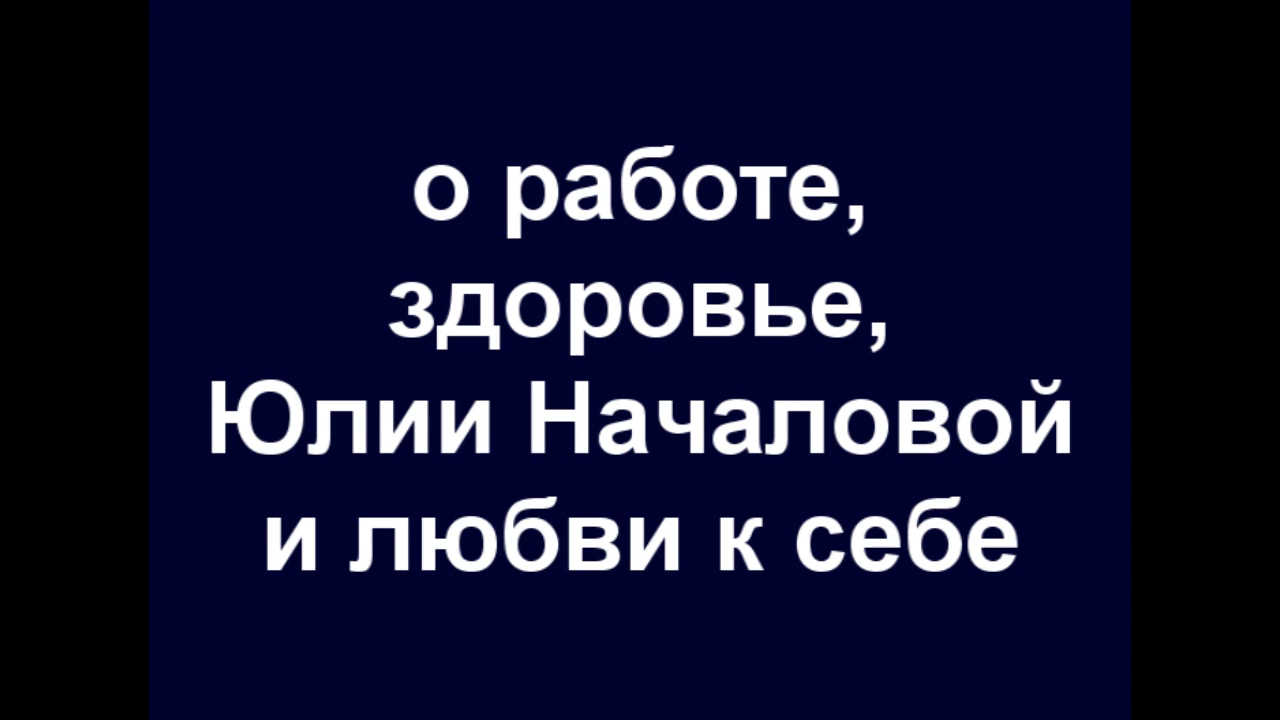 о работе,
здоровье,
Юлии Началовой
и любви к себе